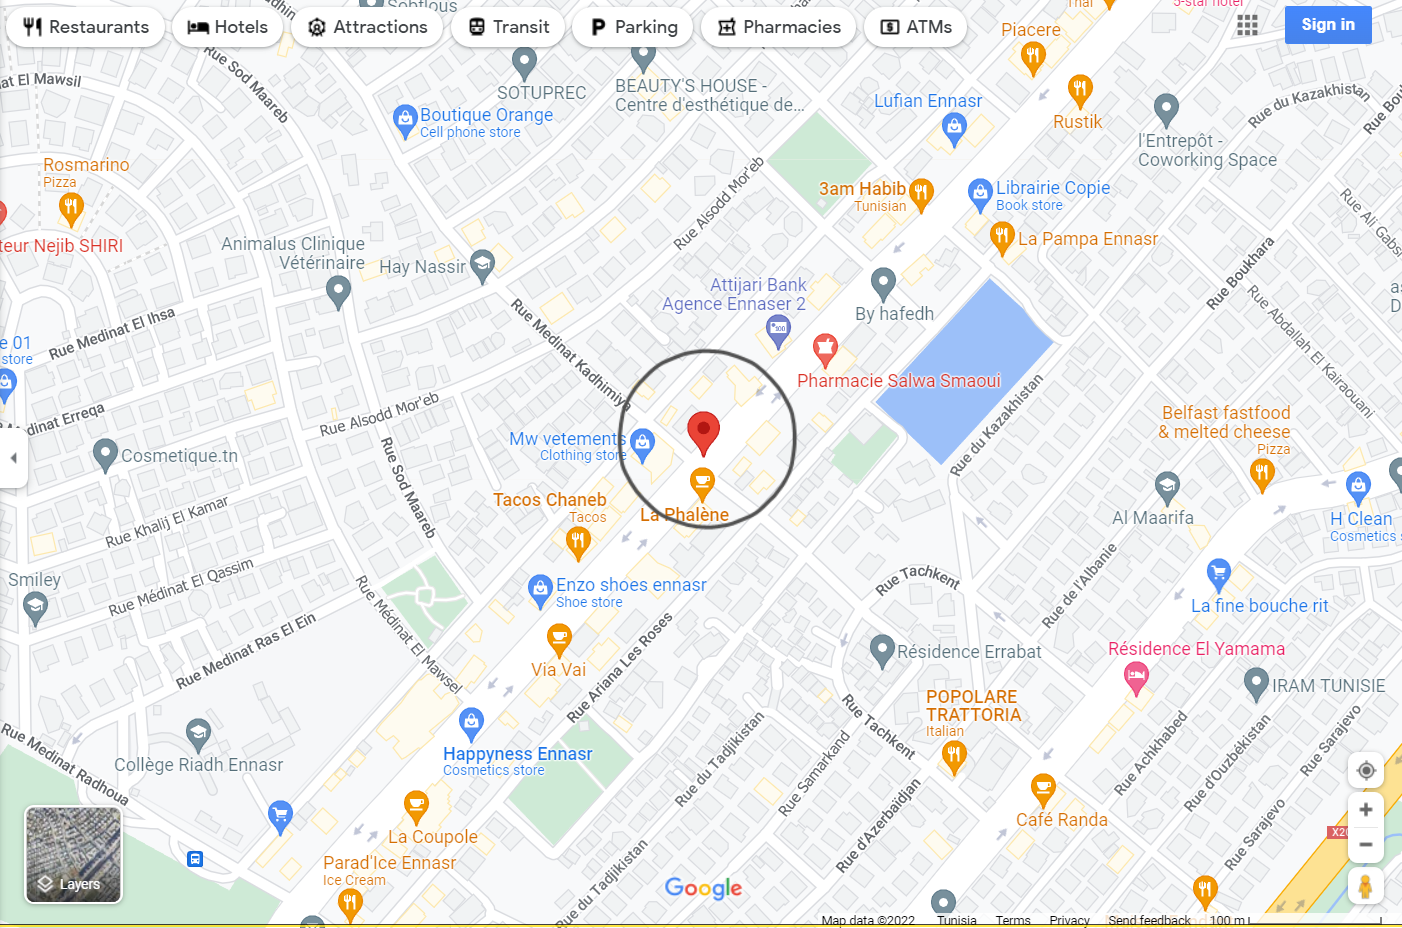 Sebtlous
Thai
5-star hotel
Restaurants
Hotels
Attractions
Transit
Parking
Pharmacies
ATMs
Sign in
Piacere
Rue Sod Maareb
at El Mawsil
SOTUPREC
BEAUTY'S HOUSE -
Centre d'esthétique de...
Lufian Ennasr
Rustik
Rue du Kazakhistan
Rue Bou
Boutique Orange
Cell phone store
l'Entrepôt -
Coworking Space
Rosmarino
Pizza
Rue Alsodd Mor'eb
3am Habib
Tunisian
Librairie Copie
Book store
Rue Ali Gabsi
teur Nejib SHIRI
Animalus Clinique
Vétérinaire
Hay Nassir
La Pampa Ennasr
Rue Boukhara
Attijari Bank
Agence Ennaser 2
By hafedh
Rue Abdallah El Kairaouani
as
D
Rue Medinat El Ihsa
e 01
store
Rue Medinat Kadhimiya
Pharmacie Salwa Smaoui
dinat Erreqa
Rue Alsodd Mor'eb
Rue du Kazakhistan
Belfast fastfood
& melted cheese
Pizza
Mw vetements
Clothing store
Cosmetique.tn
Rue Sod Maareb
Tacos Chaneb
Tacos
La Phalène
Al Maarifa
H Clean
Cosmetics s
Rue Khalij El Kamar
Smiley
Rue Médinat El Qassim
Enzo shoes ennasr
Shoe store
Rue Tachkent
Rue de l'Albanie
La fine bouche rit
Rue Medinat Ras El Ein
Rue Médinat El Mawsel
Via Vai
Rue Ariana Les Roses
Résidence Errabat
Résidence El Yamama
IRAM TUNISIE
POPOLARE
TRATTORIA
Italian
Rue Tachkent
Rue Medinat Radhoua
Collège Riadh Ennasr
Happyness Ennasr
Cosmetics store
Rue du Tadjikistan
Rue Samarkand
Rue Achkhabed
Rue d'Ouzbékistan
Rue Sarajevo
La Coupole
Rue d'Azerbaïdjan
Café Randa
Rue Sarajevo
X20
Parad'Ice Ennasr
Ice Cream
Rue du Tadjikistan
Layers
Google
Map data ©2022
Tunisia
Terms
Privacy
Send feedback
100 m